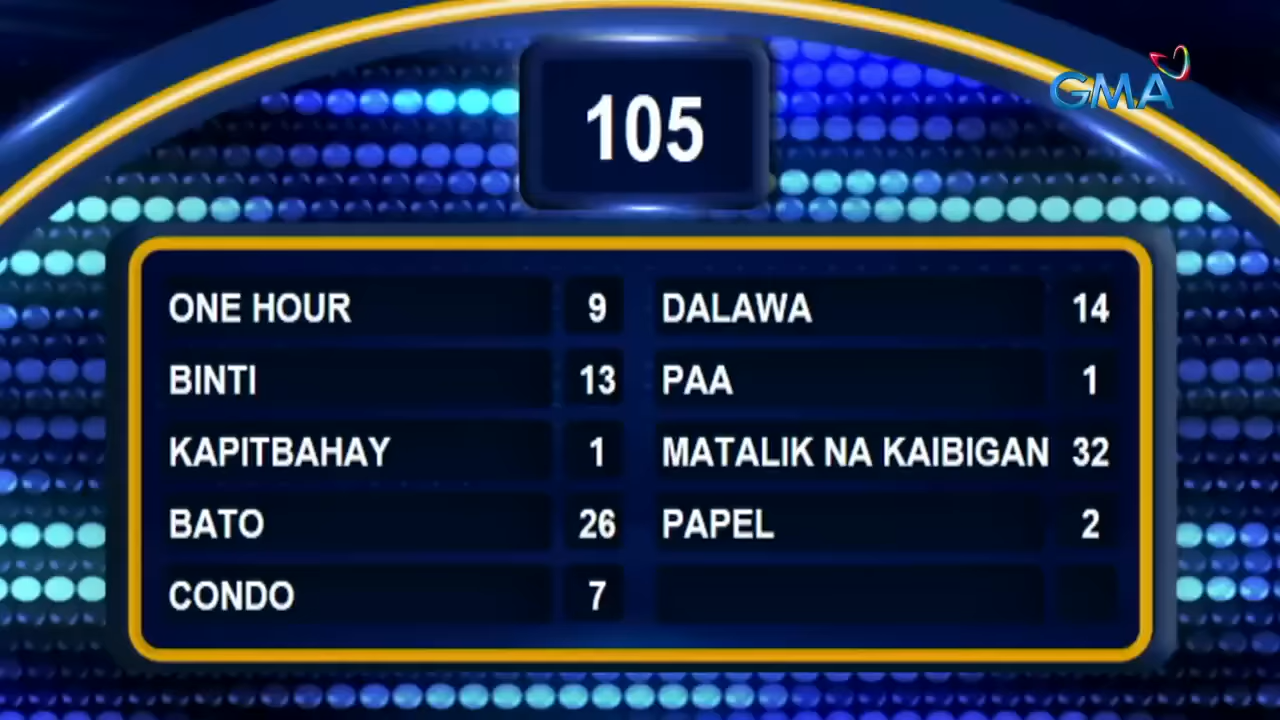 GMA
105
ONE HOUR 9 DALAWA 14
BINTI 13 PAA 1
KAPITBAHAY 1 MATALIK NA KAIBIGAN 32
BATO 26 PAPEL 2
CONDO 7